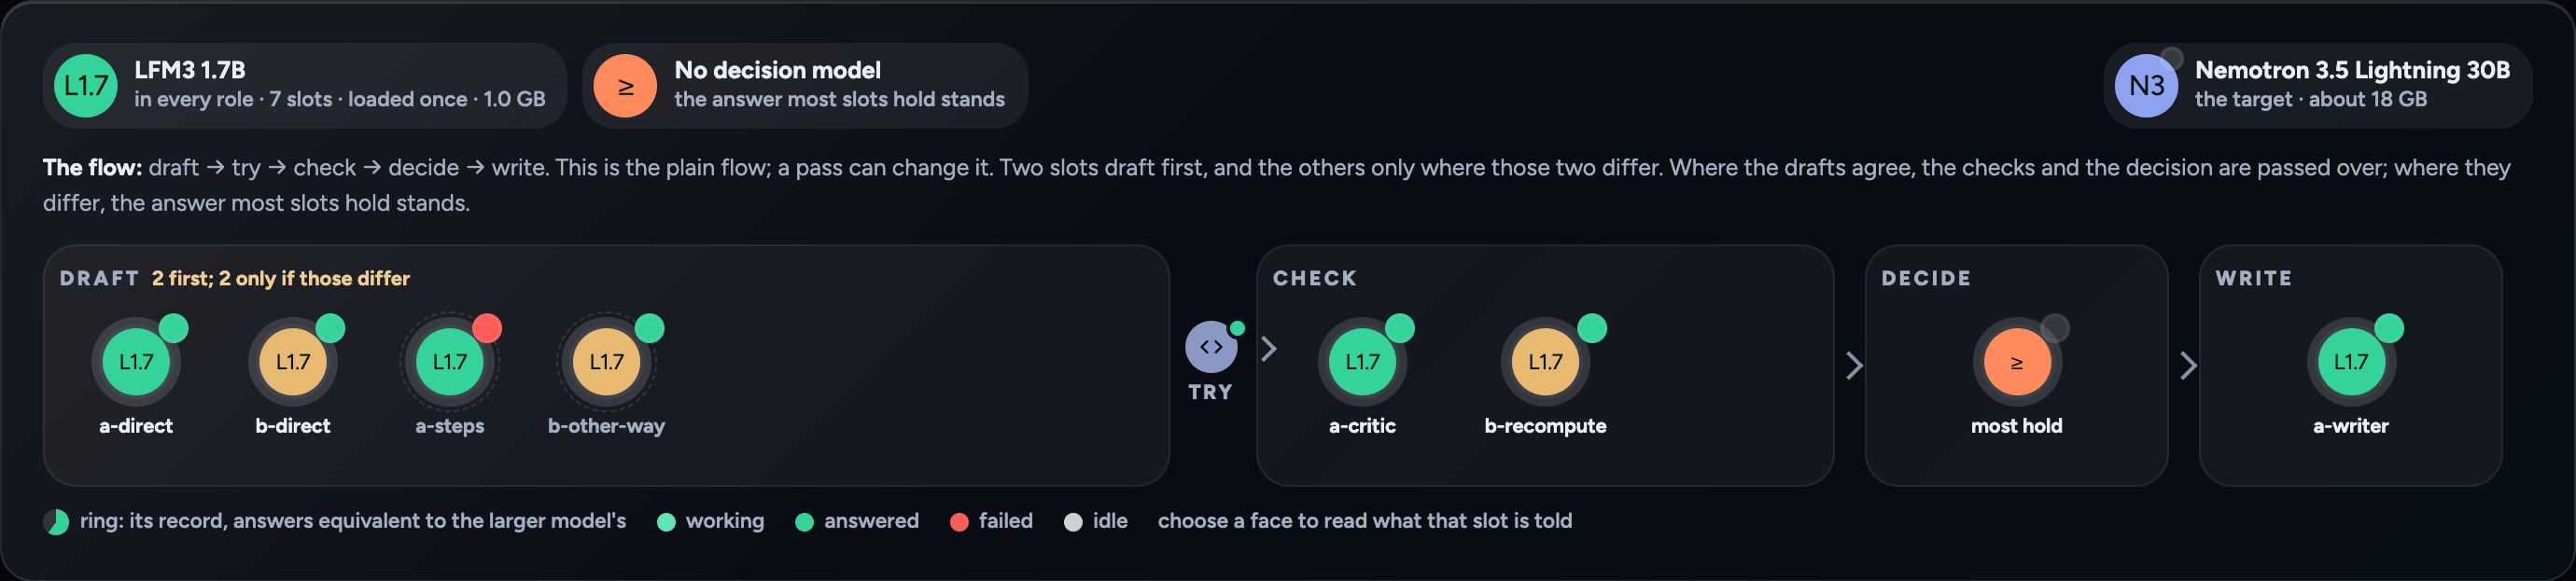 L1.7
LFM3 1.7B
in every role · 7 slots · loaded once · 1.0 GB
≥
No decision model
the answer most slots hold stands
N3
Nemotron 3.5 Lightning 30B
the target · about 18 GB
The flow: draft → try → check → decide → write. This is the plain flow; a pass can change it. Two slots draft first, and the others only where those two differ. Where the drafts agree, the checks and the decision are passed over; where they
differ, the answer most slots hold stands.
DRAFT 2 first; 2 only if those differ
L1.7 L1.7 L1.7 L1.7
a-direct b-direct a-steps b-other-way
<>
TRY
CHECK
L1.7 L1.7
a-critic b-recompute
DECIDE
≥
most hold
WRITE
L1.7
a-writer
ring: its record, answers equivalent to the larger model's working answered failed idle choose a face to read what that slot is told